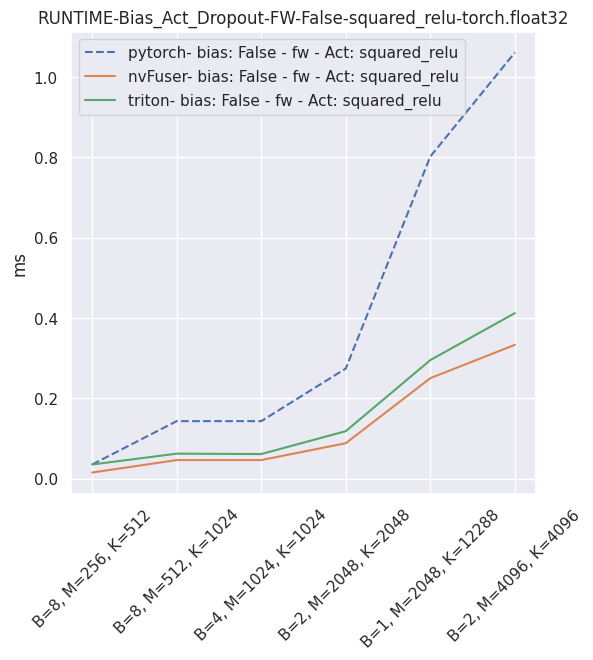 RUNTIME-Bias_Act_Dropout-FW-False-squared_relu-torch.float32
pytorch- bias: False - fw - Act: squared_relu
nvFuser- bias: False - fw - Act: squared_relu
triton- bias: False - fw - Act: squared_relu
1.0
0.8
0.6
0.4
0.2
0.0
ms
B=8, M=256, K=512
B=8, M=512, K=1024
B=4, M=1024, K=1024
B=2, M=2048, K=2048
B=1, M=2048, K=12288
B=2, M=4096, K=4096